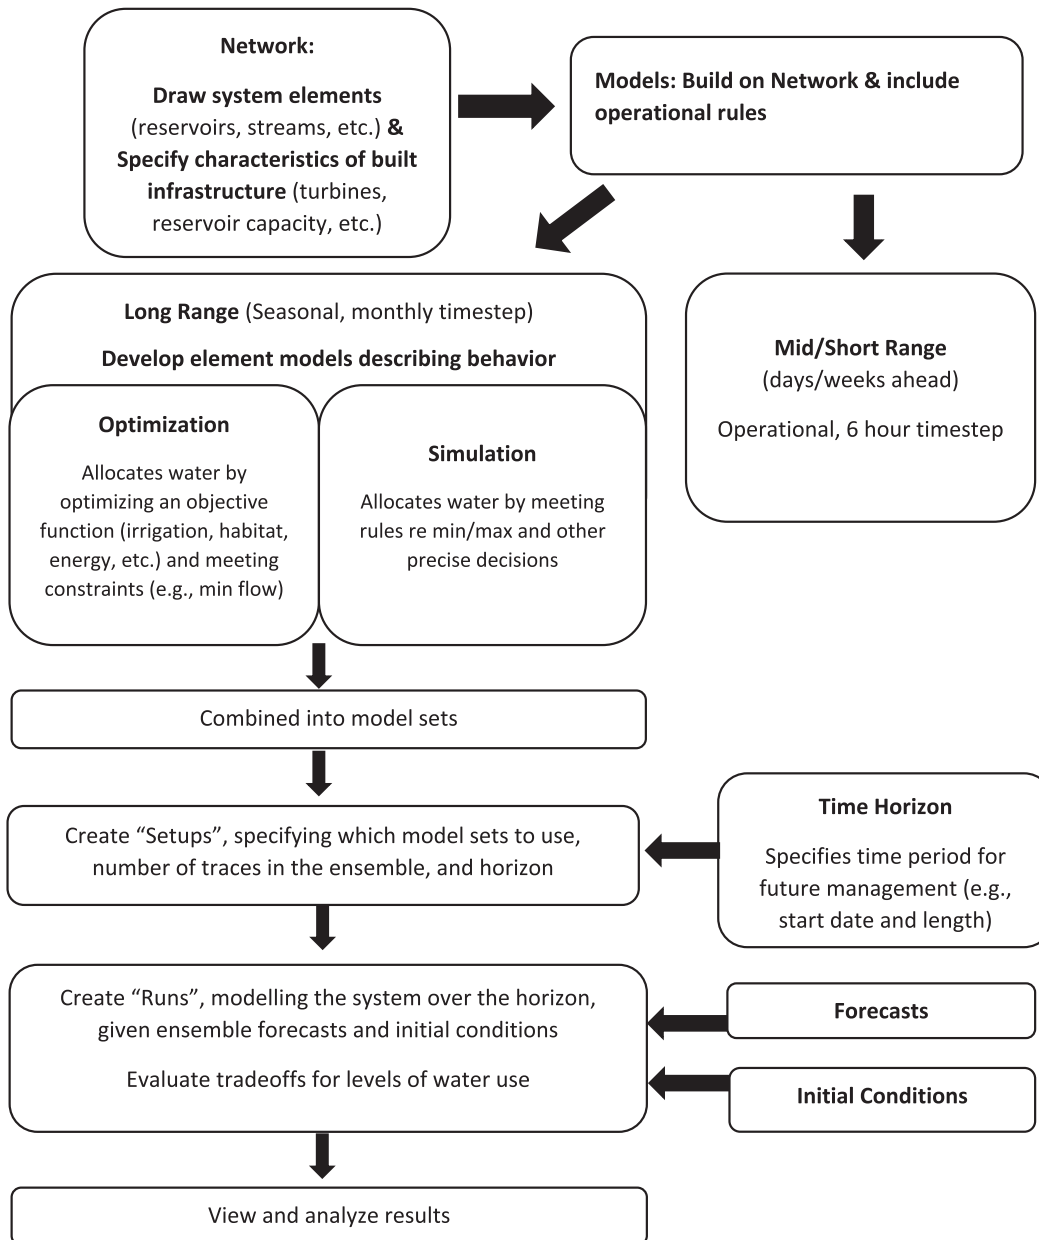 Network:
Draw system elements
(reservoirs, streams, etc.) &
Specify characteristics of built
infrastructure (turbines,
reservoir capacity, etc.)
Models: Build on Network & include
operational rules
Long Range (Seasonal, monthly timestep)
Develop element models describing behavior
Optimization
Allocates water by
optimizing an objective
function (irrigation, habitat,
energy, etc.) and meeting
constraints (e.g., min flow)
Simulation
Allocates water by meeting
rules re min/max and other
precise decisions
Mid/Short Range
(days/weeks ahead)
Operational, 6 hour timestep
Combined into model sets
Create “Setups”, specifying which model sets to use,
number of traces in the ensemble, and horizon
Time Horizon
Specifies time period for
future management (e.g.,
start date and length)
Create “Runs”, modelling the system over the horizon,
given ensemble forecasts and initial conditions
Evaluate tradeoffs for levels of water use
Forecasts
Initial Conditions
View and analyze results